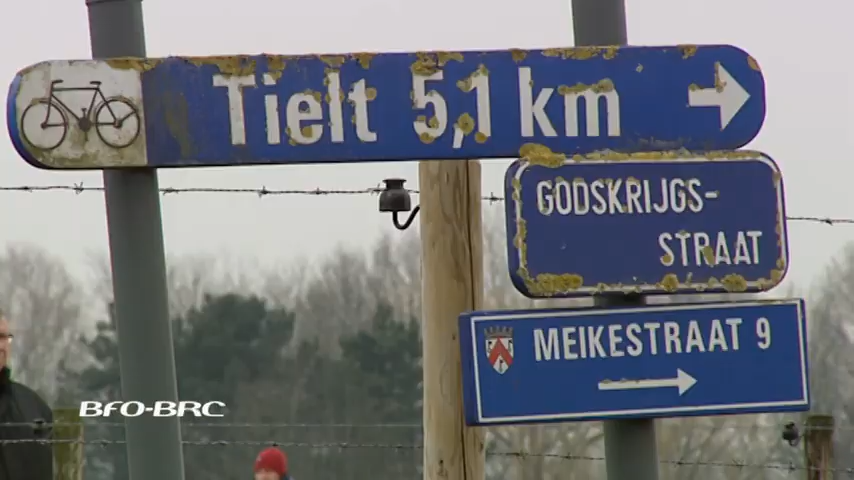 Tielt 5,1 km
GODSKRIJGS-
STRAAT
MEIKESTRAAT 9
BFO-BRC